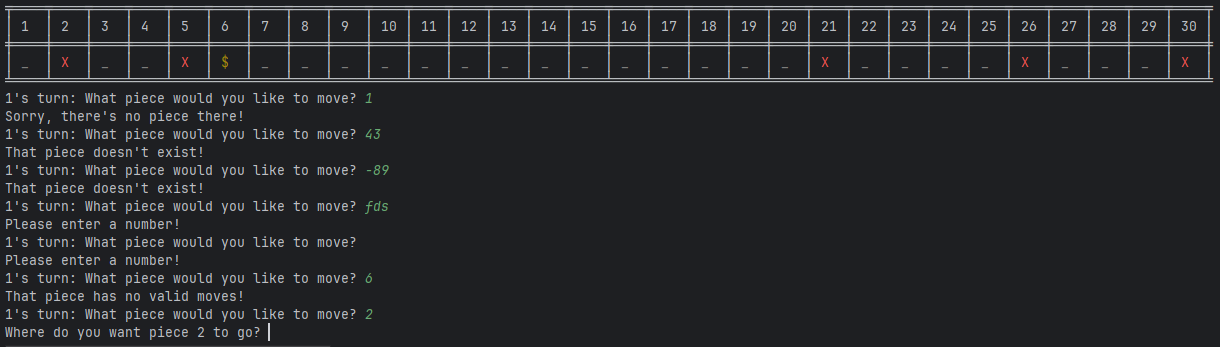 1 2 3 4 5 6 7 8 9 10 11 12 13 14 15 16 17 18 19 20 21 22 23 24 25 26 27 28 29 30
_ X _ _ X $ _ _ _ _ _ _ _ _ _ _ _ _ _ _ X _ _ _ _ X _ _ _ X
1's turn: What piece would you like to move? 1
Sorry, there's no piece there!
1's turn: What piece would you like to move? 43
That piece doesn't exist!
1's turn: What piece would you like to move? -89
That piece doesn't exist!
1's turn: What piece would you like to move? fds
Please enter a number!
1's turn: What piece would you like to move?
Please enter a number!
1's turn: What piece would you like to move? 6
That piece has no valid moves!
1's turn: What piece would you like to move? 2
Where do you want piece 2 to go?